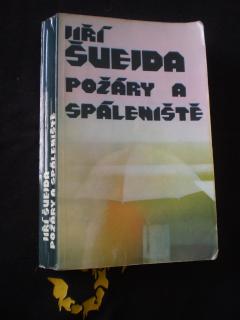 JIŘÍ
ŠVEJDA
POŽÁRY A
SPÁLENIŠTĚ
JIŘÍ ŠVEJDA
POŽÁRY A SPÁLENIŠTĚ